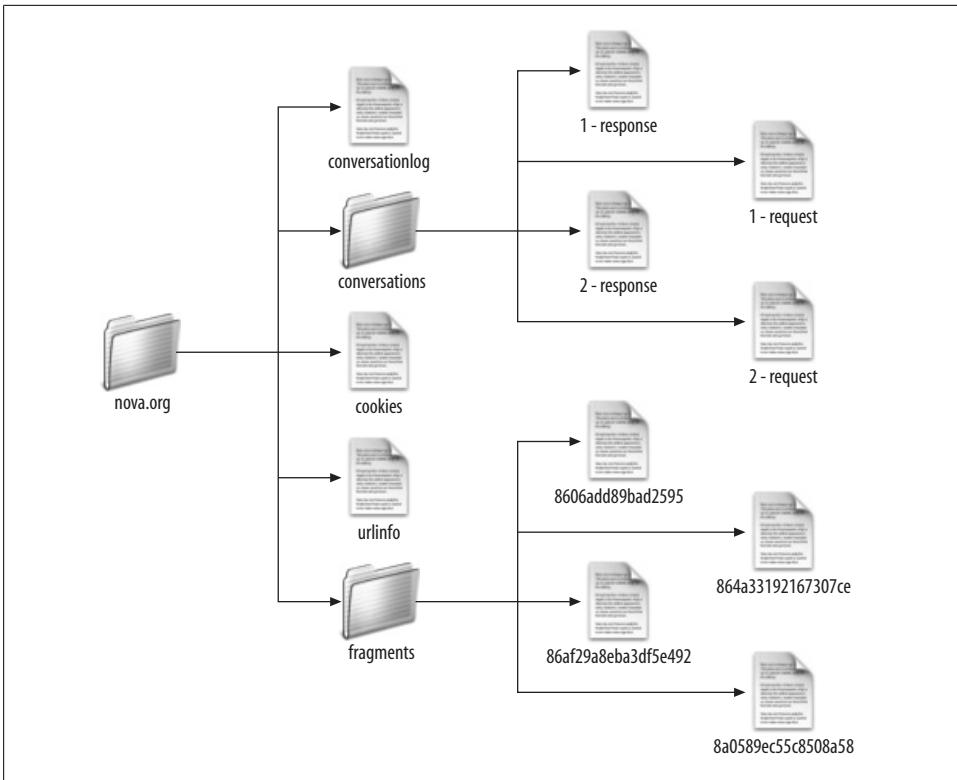 1 - response
conversationlog
1 - request
conversations
2 - response
nova.org
cookies
2 - request
8606add89bad2595
urlinfo
864a33192167307ce
fragments
86af29a8eba3df5e492
8a0589ec55c8508a58